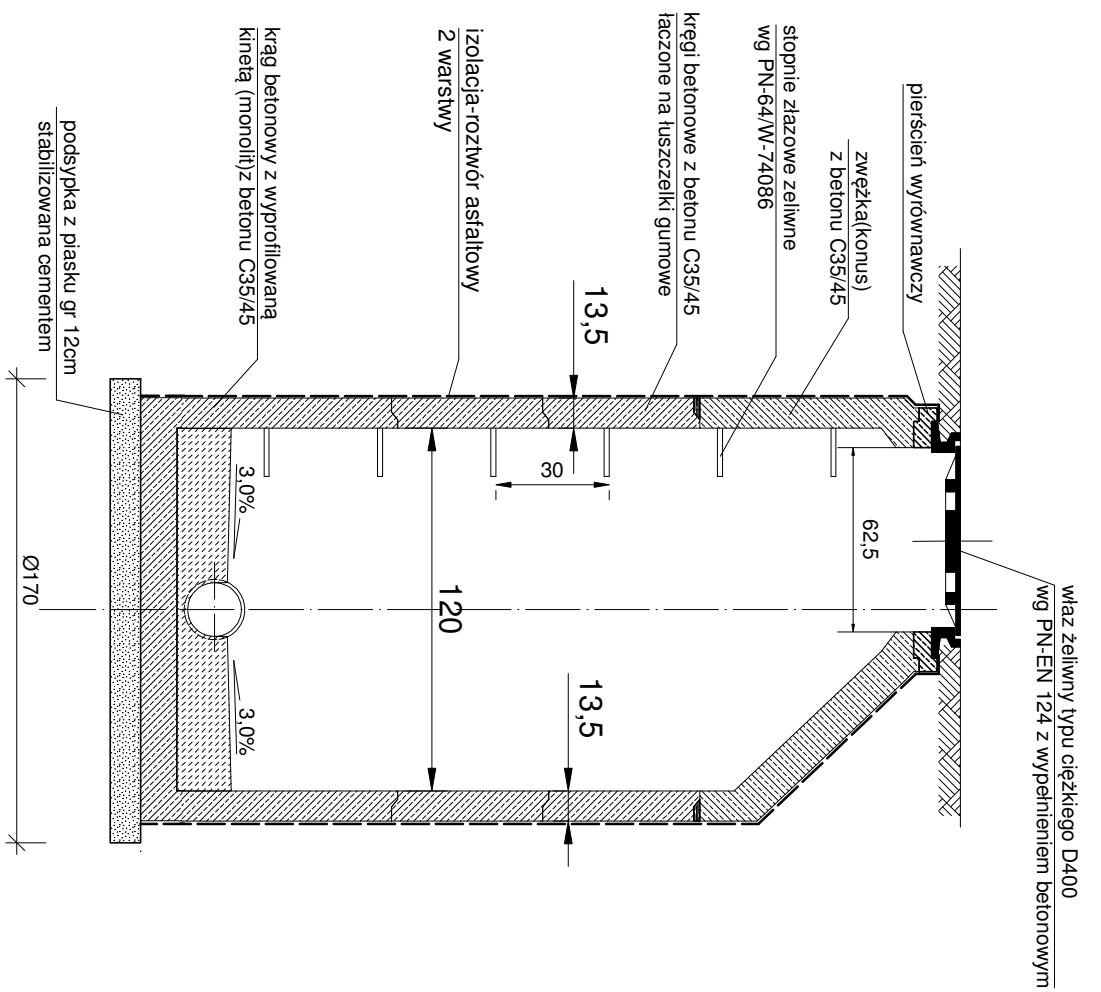 właz żeliwny typu ciężkiego D400
wg PN-EN 124 z wypełnieniem betonowym
pierścień wyrównawczy
zwężka(konus)
z betonu C35/45
stopnie złazowe zeliwne
wg PN-64/W-74086
kręgi betonowe z betonu C35/45
łaczone na łuszczelki gumowe
izolacja-roztwór asfaltowy
2 warstwy
krąg betonowy z wyprofilowaną
kinetą (monolit)z betonu C35/45
podsypka z piasku gr 12cm
stabilizowana cementem
62,5
30
13,5
120
13,5
3,0%
3,0%
Ø170